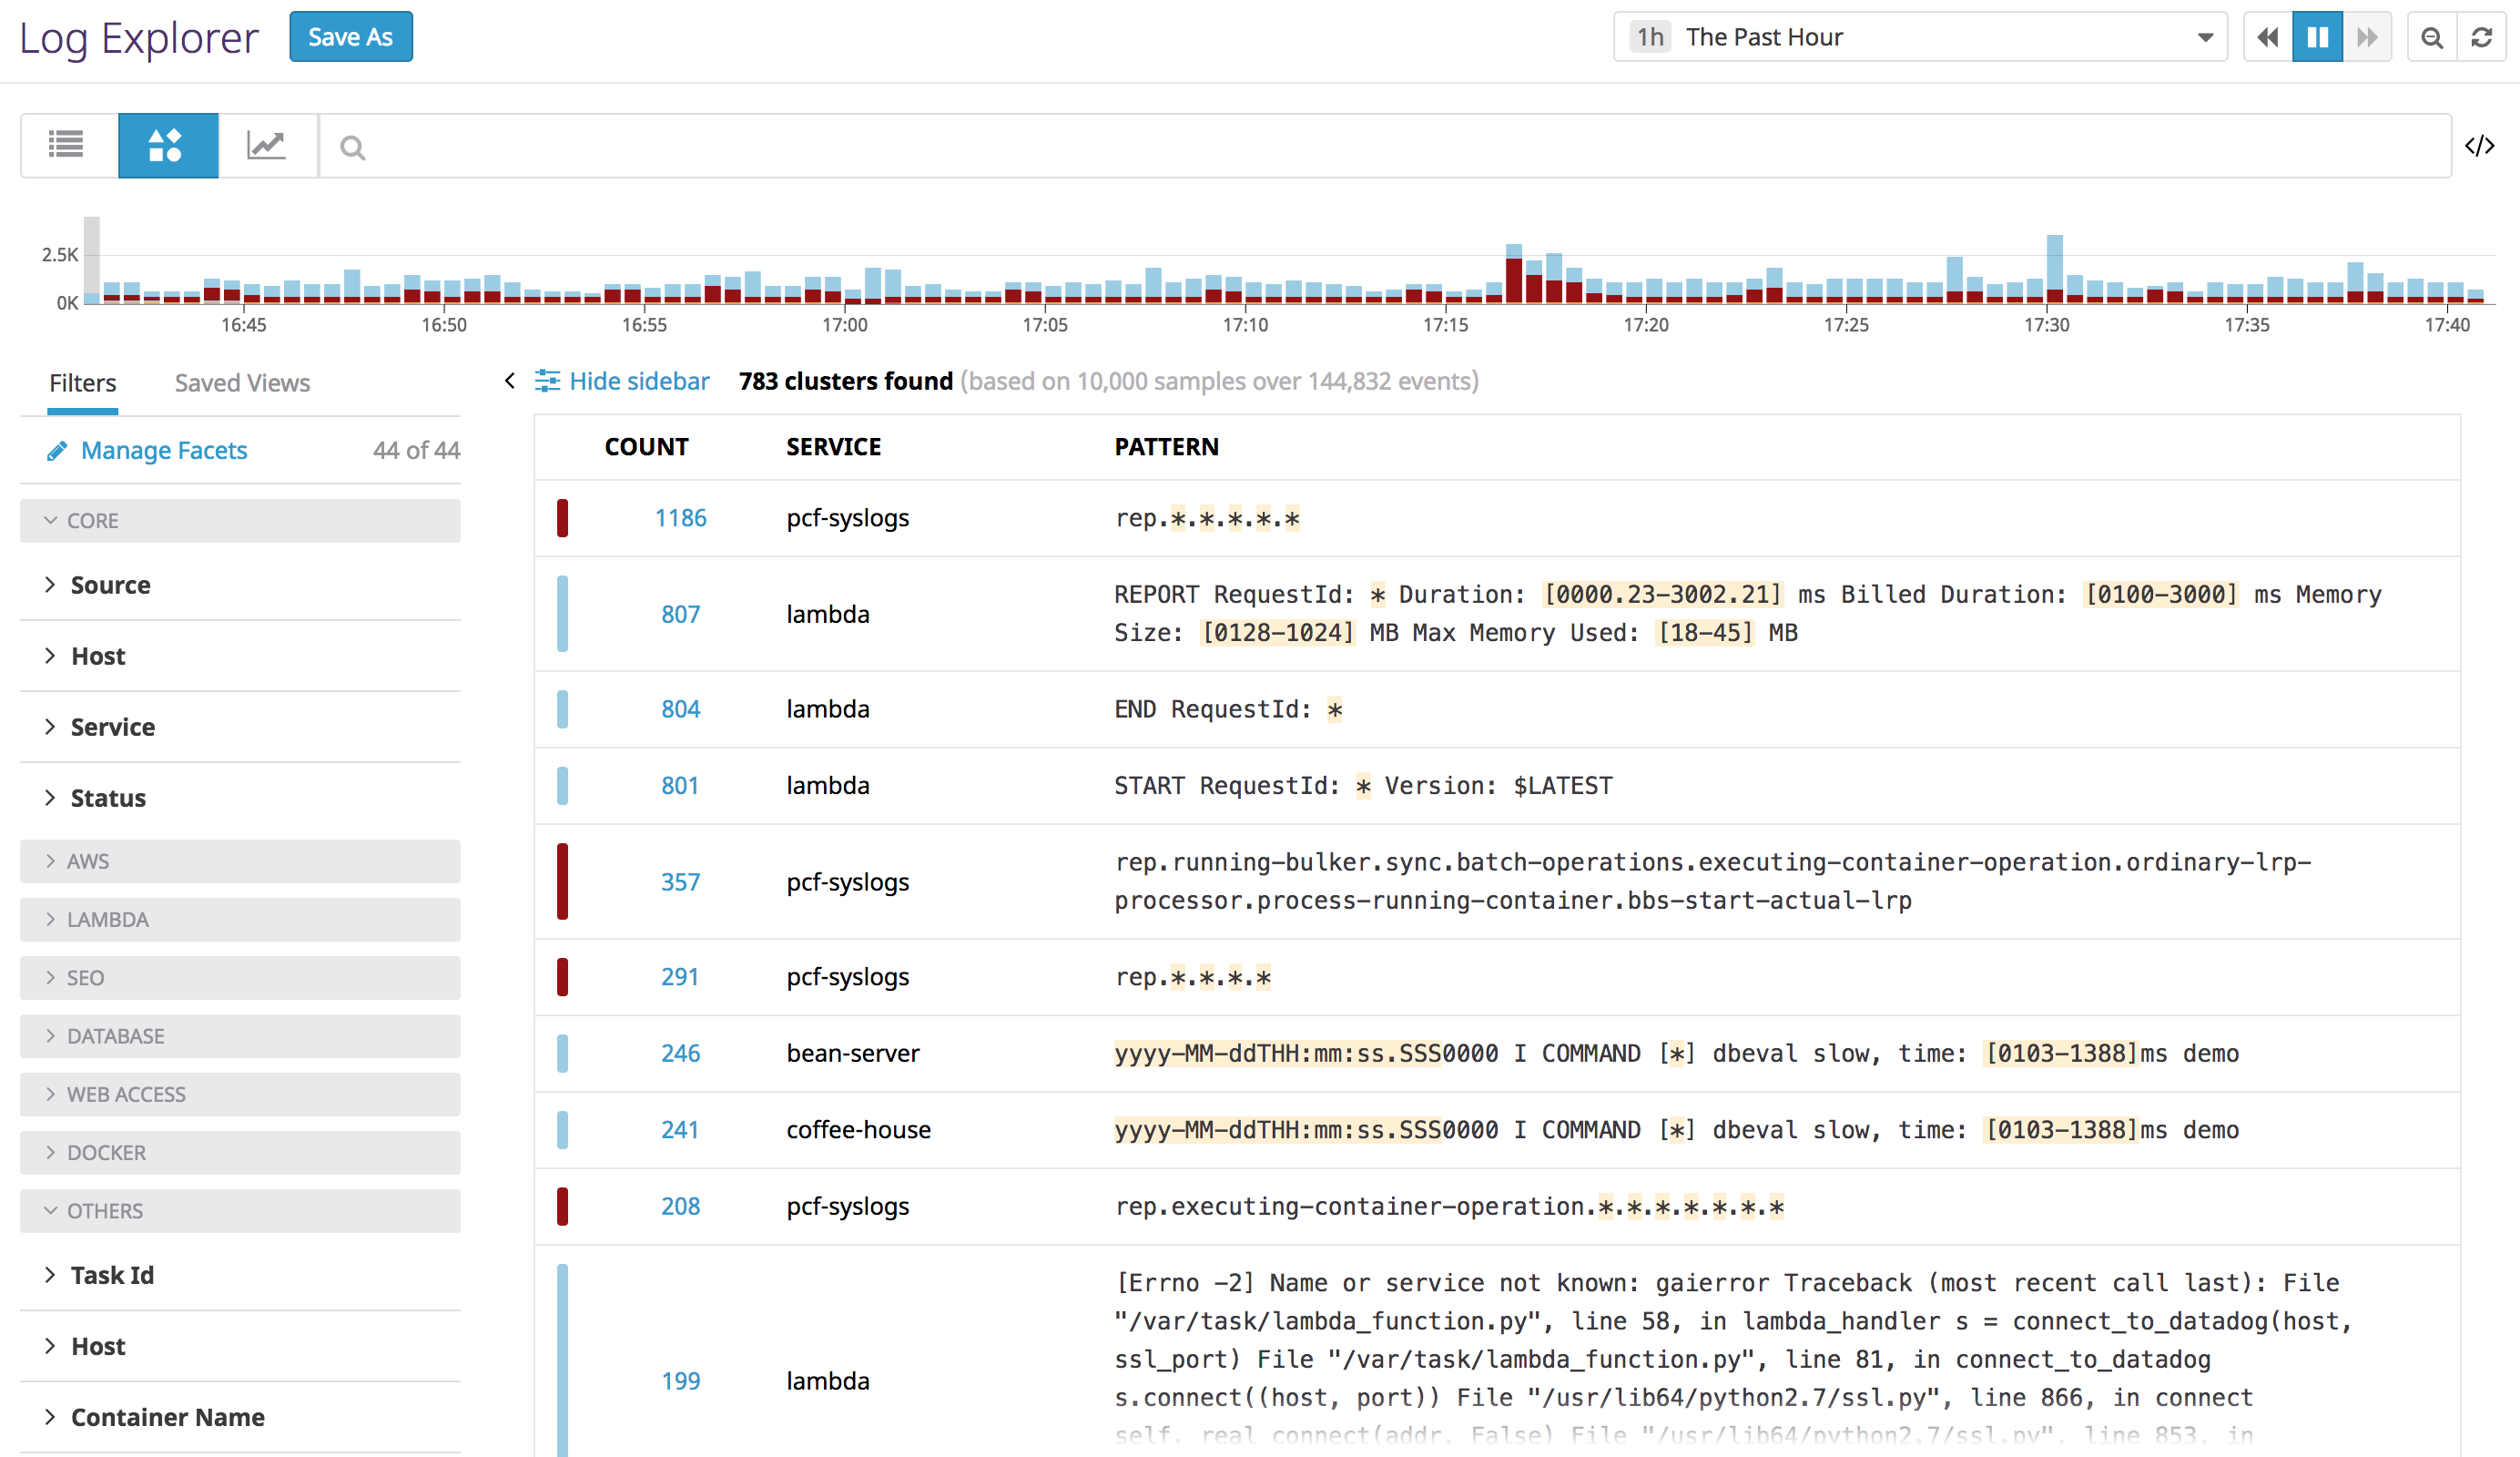 Log Explorer Save As 1h The Past Hour
2.5K
0K
16:45 16:50 16:55 17:00 17:05 17:10 17:15 17:20 17:25 17:30 17:35 17:40
Filters Saved Views
Manage Facets 44 of 44
CORE
Source
Host
Service
Status
AWS
LAMBDA
SEO
DATABASE
WEB ACCESS
DOCKER
OTHERS
Task Id
Host
Container Name
Hide sidebar 783 clusters found (based on 10,000 samples over 144,832 events)
COUNT SERVICE PATTERN
1186 pcf-syslogs rep.*.*.*.*.*
807 lambda REPORT RequestId: * Duration: [0000.23-3002.21] ms Billed Duration: [0100-3000] ms Memory
Size: [0128-1024] MB Max Memory Used: [18-45] MB
804 lambda END RequestId: *
801 lambda START RequestId: * Version: $LATEST
357 pcf-syslogs rep.running-bulker.sync.batch-operations.executing-container-operation.ordinary-lrp-
processor.process-running-container.bbs-start-actual-lrp
291 pcf-syslogs rep.*.*.*.*
246 bean-server yyyy-MM-ddTHH:mm:ss.SSS0000 I COMMAND [*] dbeval slow, time: [0103-1388]ms demo
241 coffee-house yyyy-MM-ddTHH:mm:ss.SSS0000 I COMMAND [*] dbeval slow, time: [0103-1388]ms demo
208 pcf-syslogs rep.executing-container-operation.*.*.*.*.*.*.*
199 lambda [Errno -2] Name or service not known: gaierror Traceback (most recent call last): File
"/var/task/lambda_function.py", line 58, in lambda_handler s = connect_to_datadog(host,
ssl_port) File "/var/task/lambda_function.py", line 81, in connect_to_datadog
s.connect((host, port)) File "/usr/lib64/python2.7/ssl.py", line 866, in connect
self._real_connect(addr, False) File "/usr/lib64/python2.7/ssl.py", line 853, in